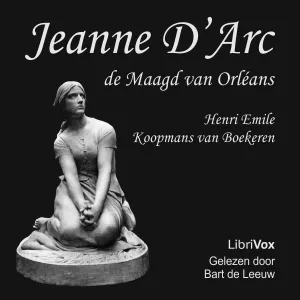 Jeanne D’Arc
de Maagd van Orléans
Henri Emile
Koopmans van Boekeren
LibriVox
Gelezen door
Bart de Leeuw